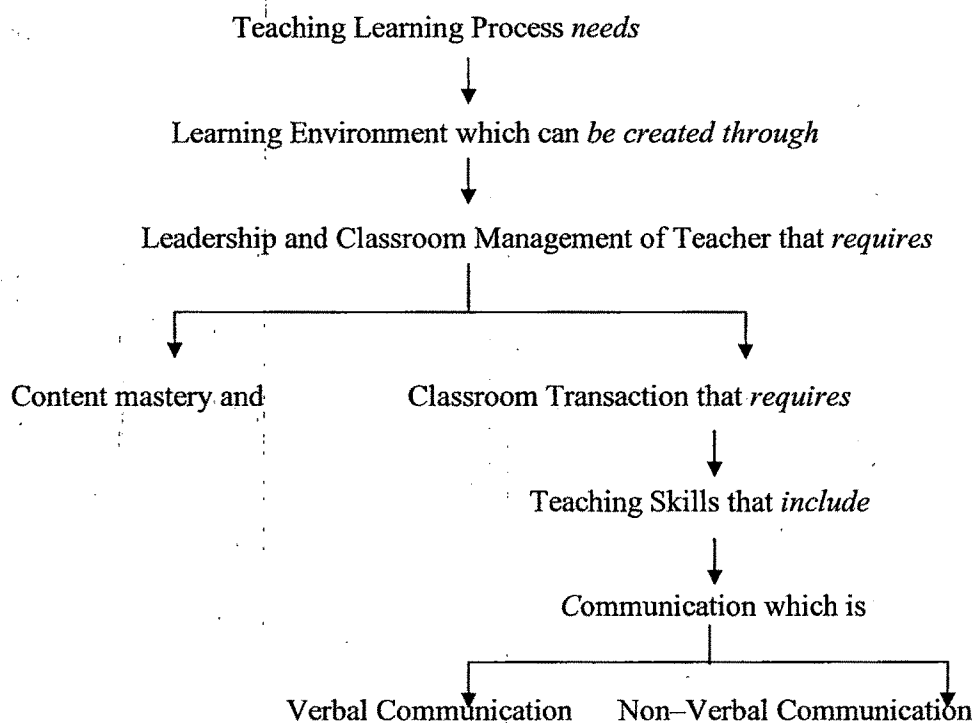 Teaching Learning Process needs
Learning Environment which can be created through
Leadership and Classroom Management of Teacher that requires
Content mastery and Classroom Transaction that requires
Teaching Skills that include
Communication which is
Verbal Communication Non–Verbal Communication